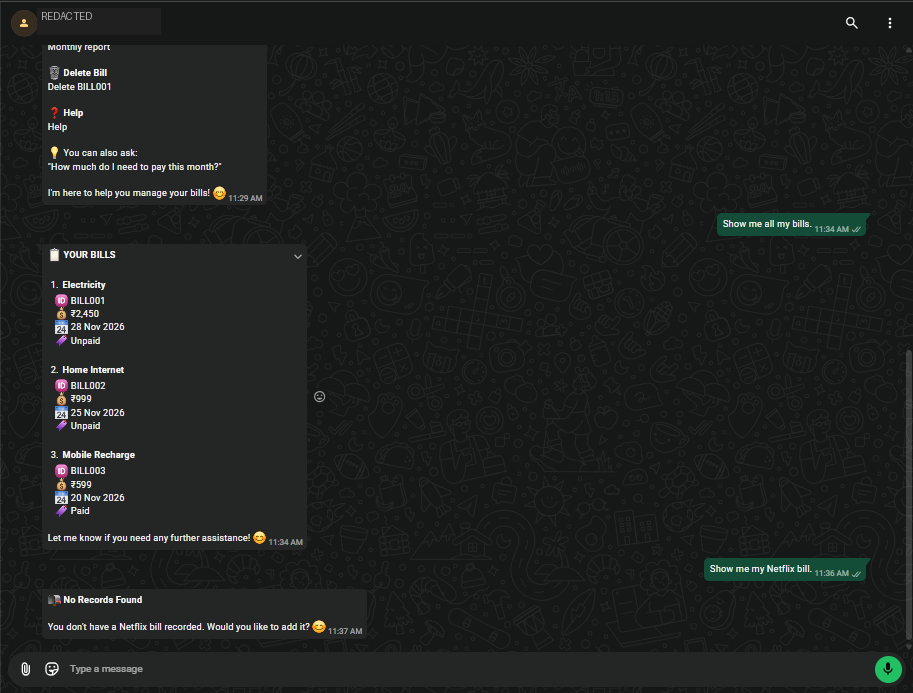 REDACTED
Monthly report
Delete Bill
Delete BILL001
❓ Help
Help
💡 You can also ask:
"How much do I need to pay this month?"
I'm here to help you manage your bills! 😊 11:29 AM
Show me all my bills. 11:34 AM
📋 YOUR BILLS
1. Electricity
🆔 BILL001
💰 ₹2,450
📅 28 Nov 2026
Unpaid
2. Home Internet
🆔 BILL002
💰 ₹999
📅 25 Nov 2026
Unpaid
3. Mobile Recharge
🆔 BILL003
💰 ₹599
📅 20 Nov 2026
Paid
Let me know if you need any further assistance! 😊 11:34 AM
Show me my Netflix bill. 11:36 AM
No Records Found
You don't have a Netflix bill recorded. Would you like to add it? 😊 11:37 AM
Type a message